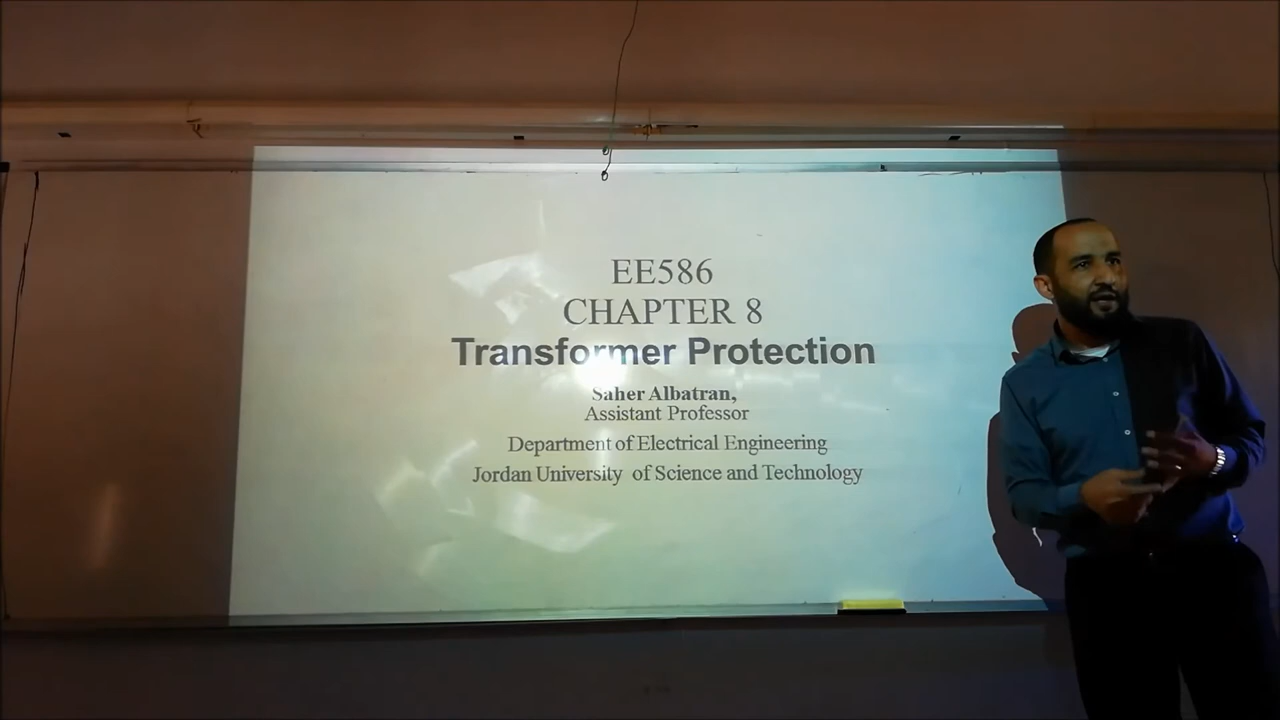 EE586
CHAPTER 8
Transformer Protection
Saher Albatran,
Assistant Professor
Department of Electrical Engineering
Jordan University of Science and Technology